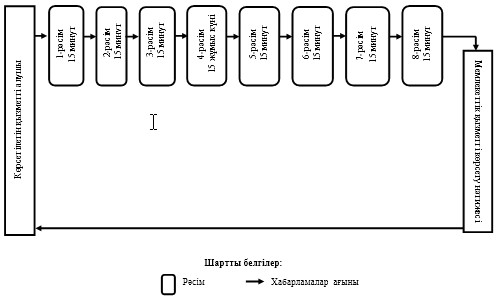 Көрсетілетін қызметті алушы
1-рәсім
15 минут
2-рәсім
15 минут
3-рәсім
15 минут
4-рәсім
15 жұмыс күні
5-рәсім
15 минут
6-рәсім
15 минут
7-рәсім
15 минут
8-рәсім
15 минут
Мемлекеттік қызметті көрсету нәтижесі
Шартты белгілер:
Рәсім
Хабарламалар ағыны